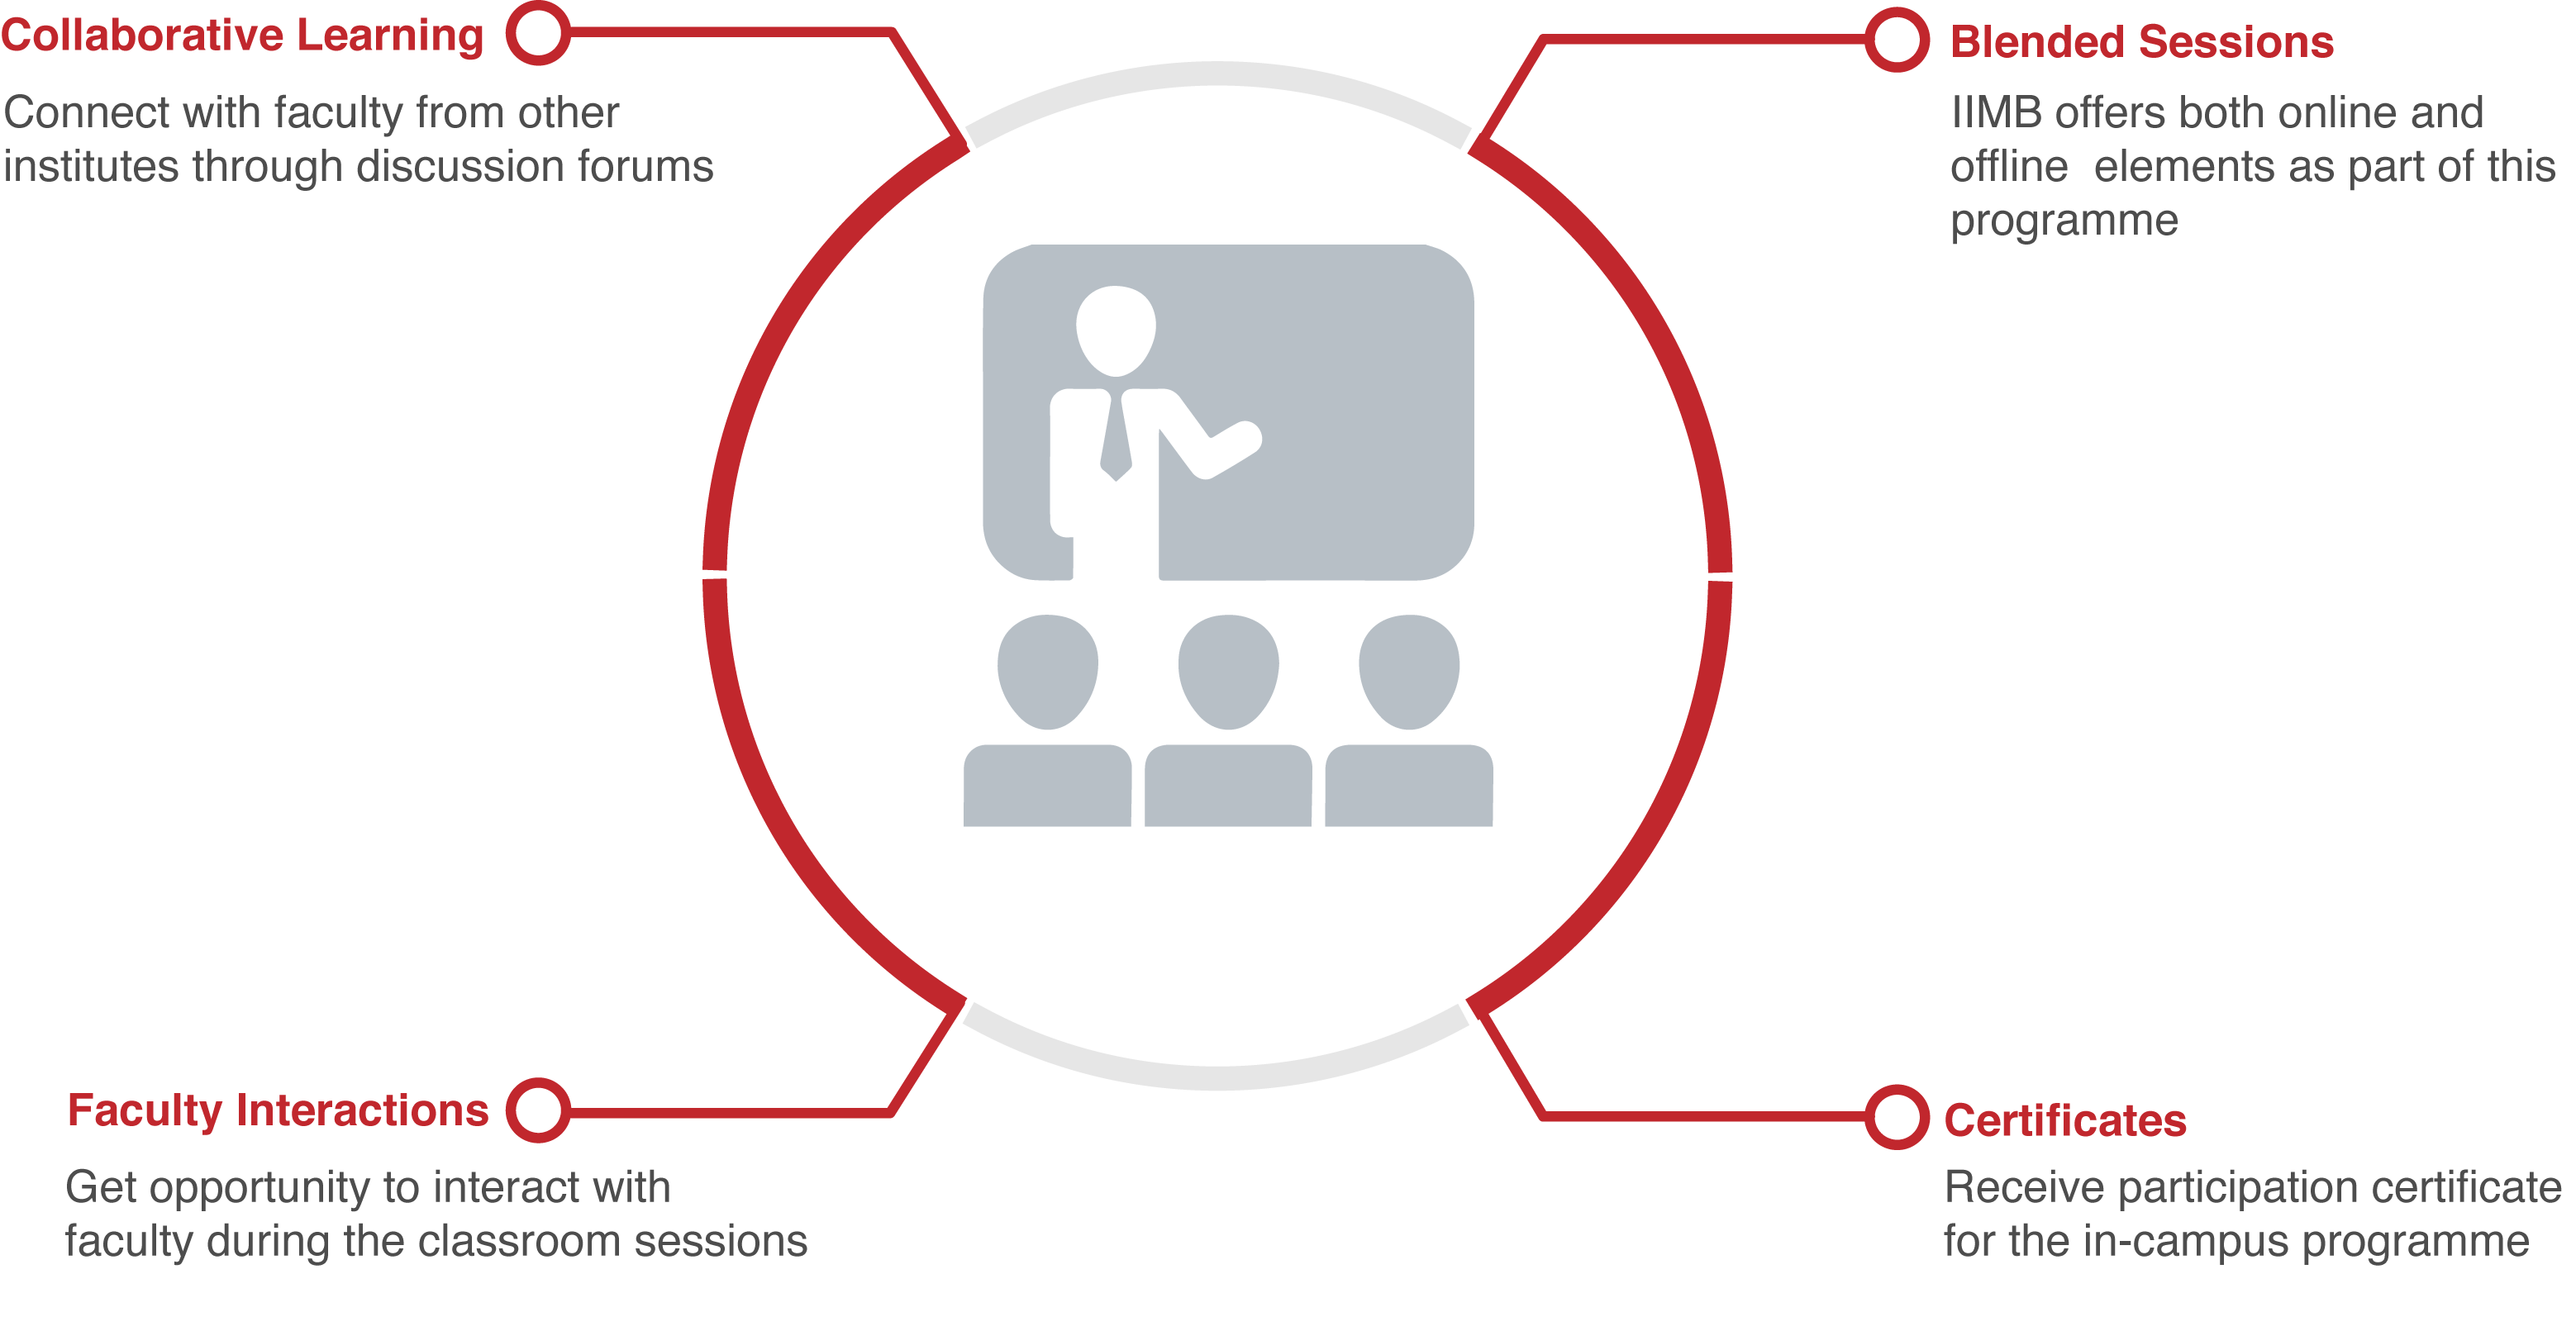 Collaborative Learning
Connect with faculty from other
institutes through discussion forums
Blended Sessions
IIMB offers both online and
offline elements as part of this
programme
Faculty Interactions
Get opportunity to interact with
faculty during the classroom sessions
Certificates
Receive participation certificate
for the in-campus programme